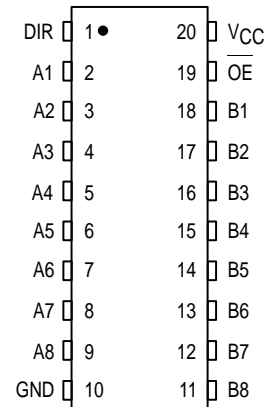 DIR 1 20 VCC
A1 2 19 OE
A2 3 18 B1
A3 4 17 B2
A4 5 16 B3
A5 6 15 B4
A6 7 14 B5
A7 8 13 B6
A8 9 12 B7
GND 10 11 B8